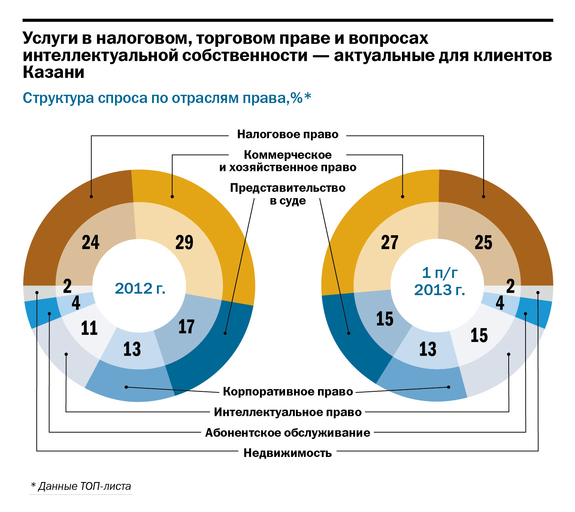 Услуги в налоговом, торговом праве и вопросах
интеллектуальной собственности — актуальные для клиентов
Казани
Структура спроса по отраслям права,%*
Налоговое право
Коммерческое
и хозяйственное право
Представительство
в суде
24
29
2
4
11
13
17
2012 г.
27
25
1 п/г
2013 г.
2
4
15
15
13
Корпоративное право
Интеллектуальное право
Абонентское обслуживание
Недвижимость
* Данные ТОП-листа